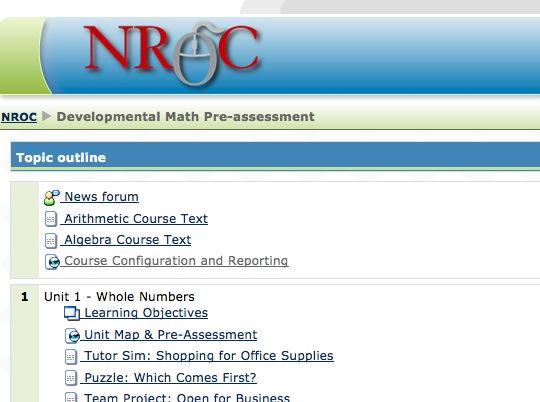 NROC
NROC Developmental Math Pre-assessment
Topic outline
News forum
Arithmetic Course Text
Algebra Course Text
Course Configuration and Reporting
1 Unit 1 - Whole Numbers
Learning Objectives
Unit Map & Pre-Assessment
Tutor Sim: Shopping for Office Supplies
Puzzle: Which Comes First?
Team Project: Open for Business